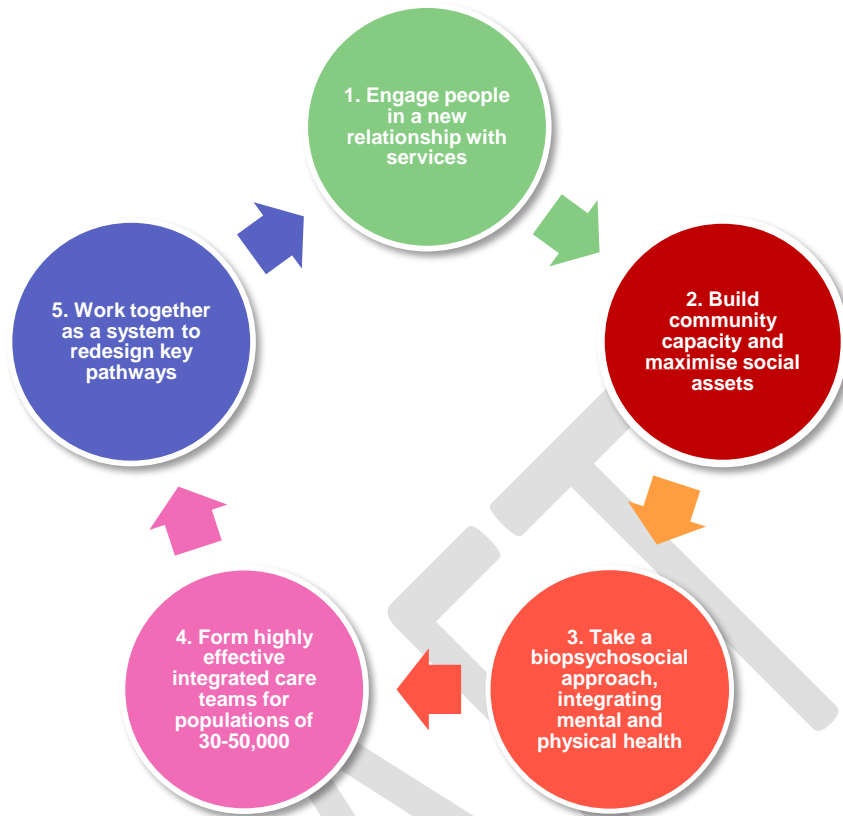 1. Engage people
in a new
relationship with
services
2. Build
community
capacity and
maximise social
assets
3. Take a
biopsychosocial
approach,
integrating
mental and
physical health
4. Form highly
effective
integrated care
teams for
populations of
30-50,000
5. Work together
as a system to
redesign key
pathways